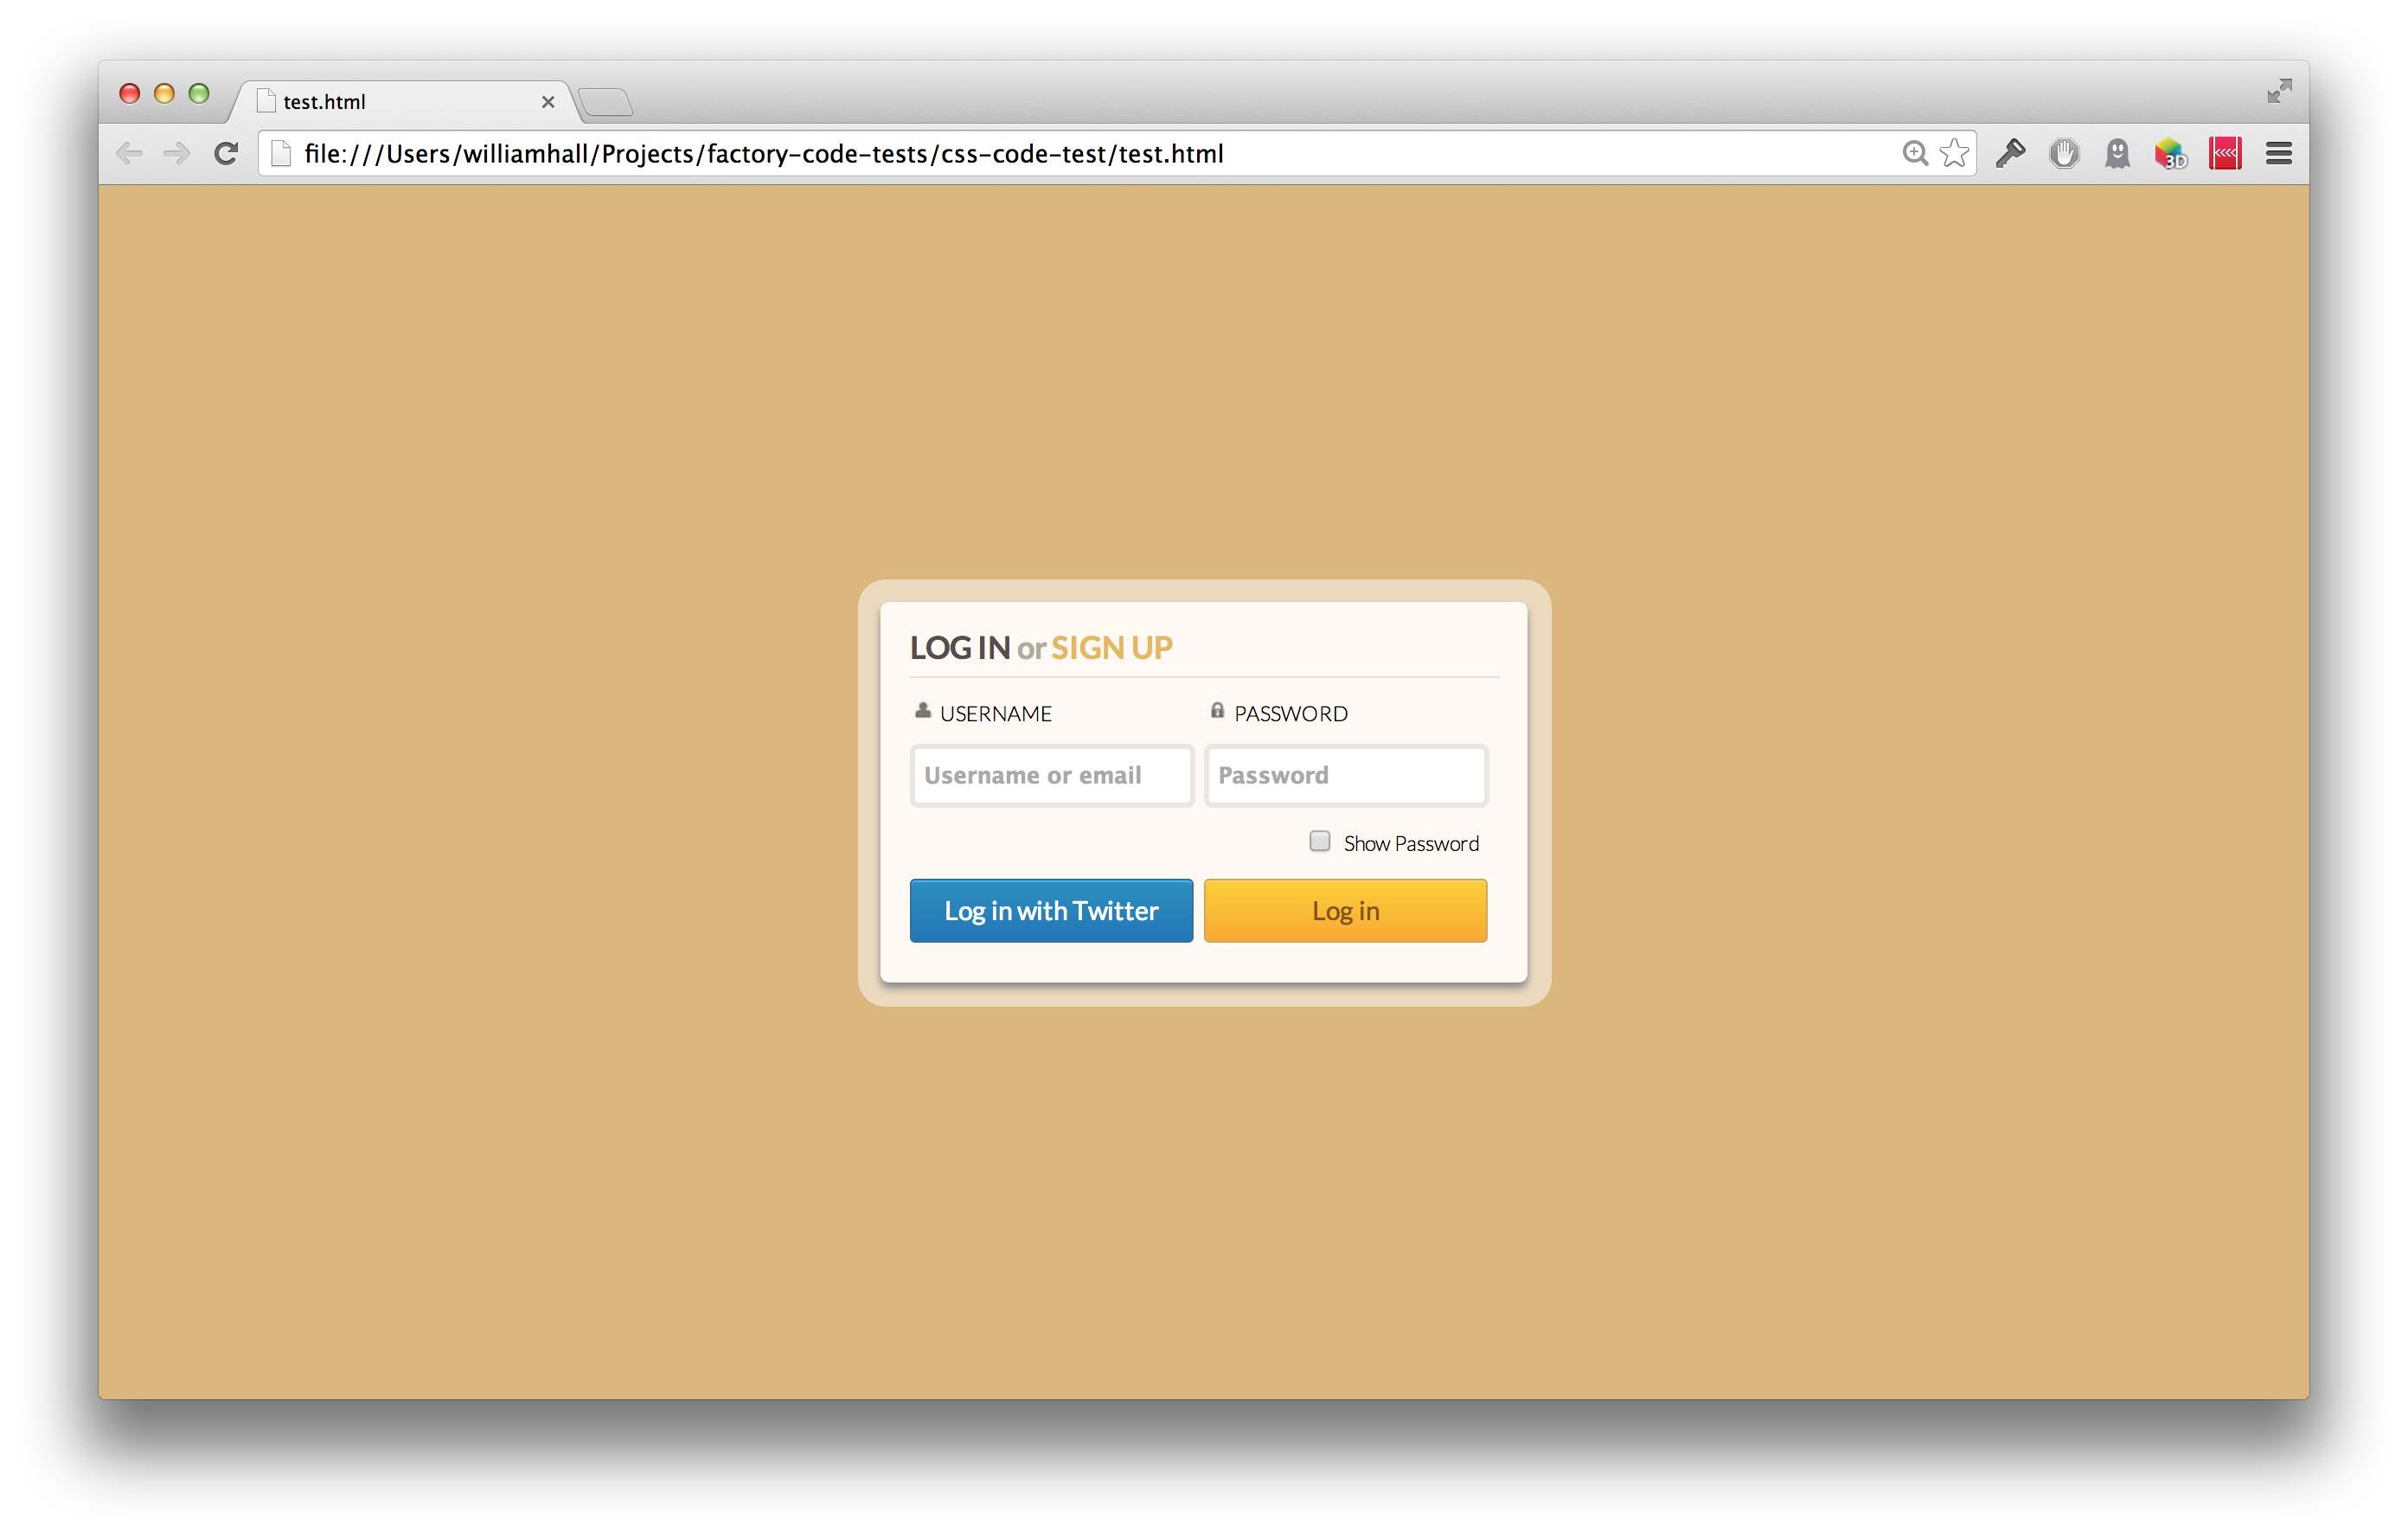 test.html
file:///Users/williamhall/Projects/factory-code-tests/css-code-test/test.html
3D
LOG IN or SIGN UP
USERNAME PASSWORD
Username or email Password
Show Password
Log in with Twitter Log in